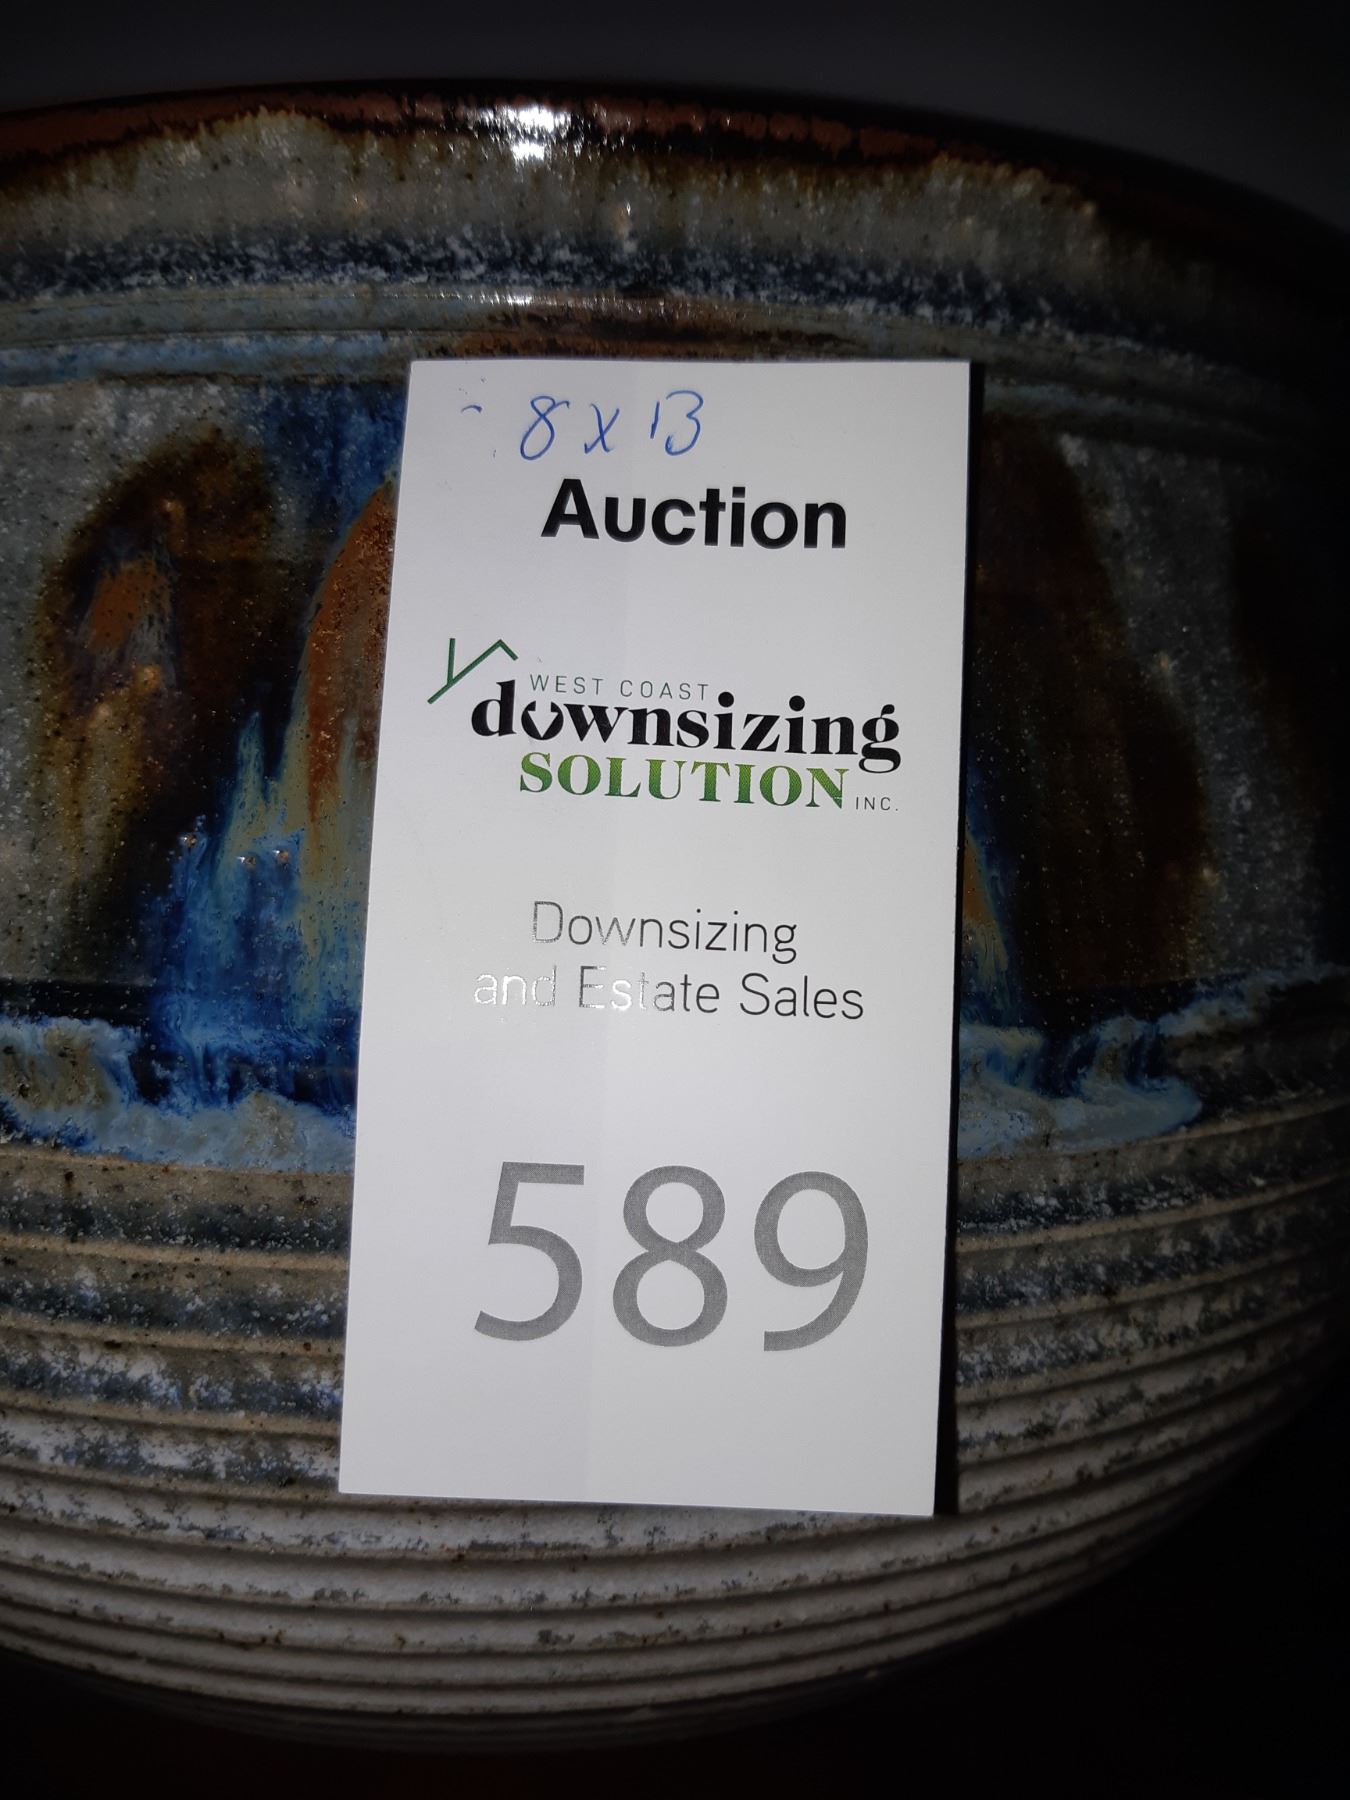 8 x 13
Auction
WEST COAST
downsizing
SOLUTION INC.
Downsizing
and Estate Sales
589